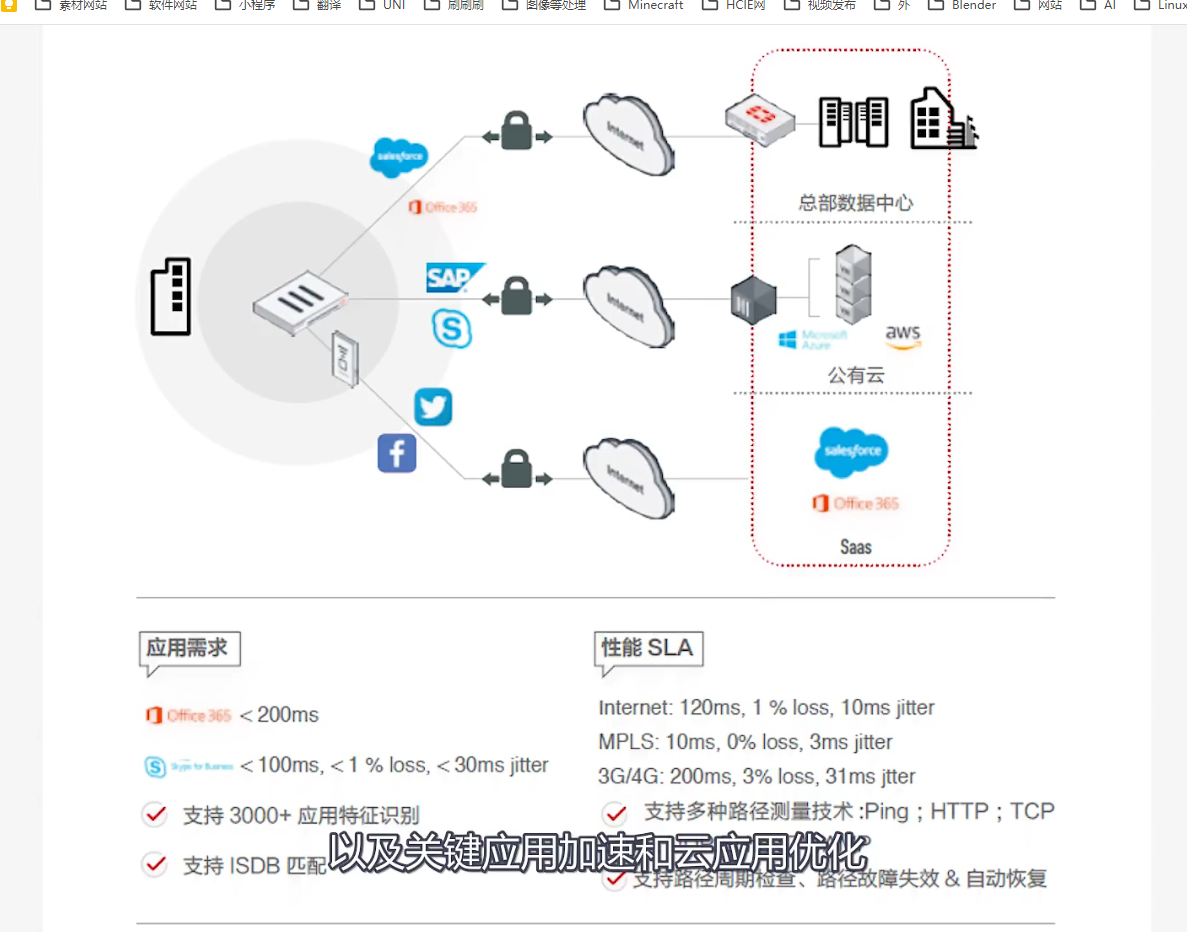 素材网站 软件网站 小程序 翻译 UNI 刷刷刷 图像等处理 Minecraft HCIE网 视频发布 外 Blender 网站 AI Linux
salesforce
Internet
Office 365
总部数据中心
SAP
Internet
S
VM
VM
VM
Microsoft
Azure
aws
公有云
f
salesforce
Internet
Office 365
Saas
应用需求
性能 SLA
Office 365 < 200ms
Internet: 120ms, 1 % loss, 10ms jitter
MPLS: 10ms, 0% loss, 3ms jitter
Skype for Business < 100ms, < 1 % loss, < 30ms jitter
3G/4G: 200ms, 3% loss, 31ms jtter
支持 3000+ 应用特征识别
支持多种路径测量技术 :Ping ; HTTP ; TCP
以及关键应用加速和云应用优化
支持 ISDB 匹配
支持路径周期检查、路径故障失效 & 自动恢复